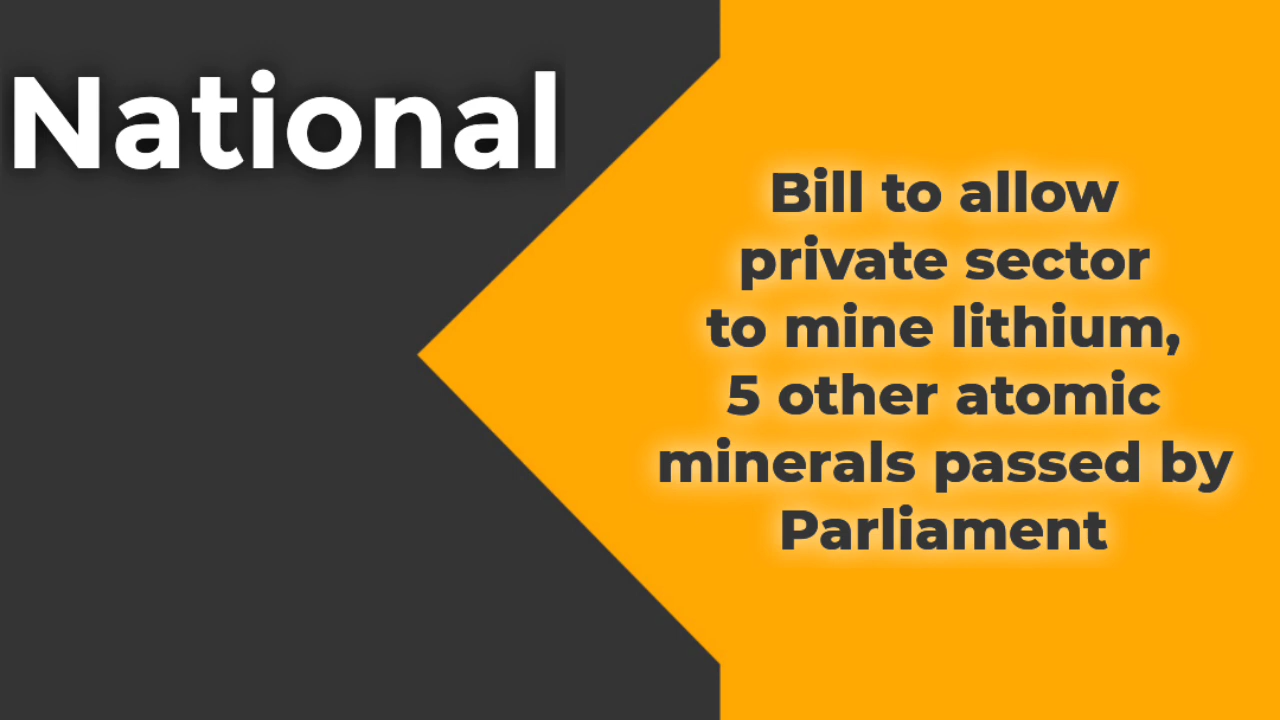 National
Bill to allow
private sector
to mine lithium,
5 other atomic
minerals passed by
Parliament